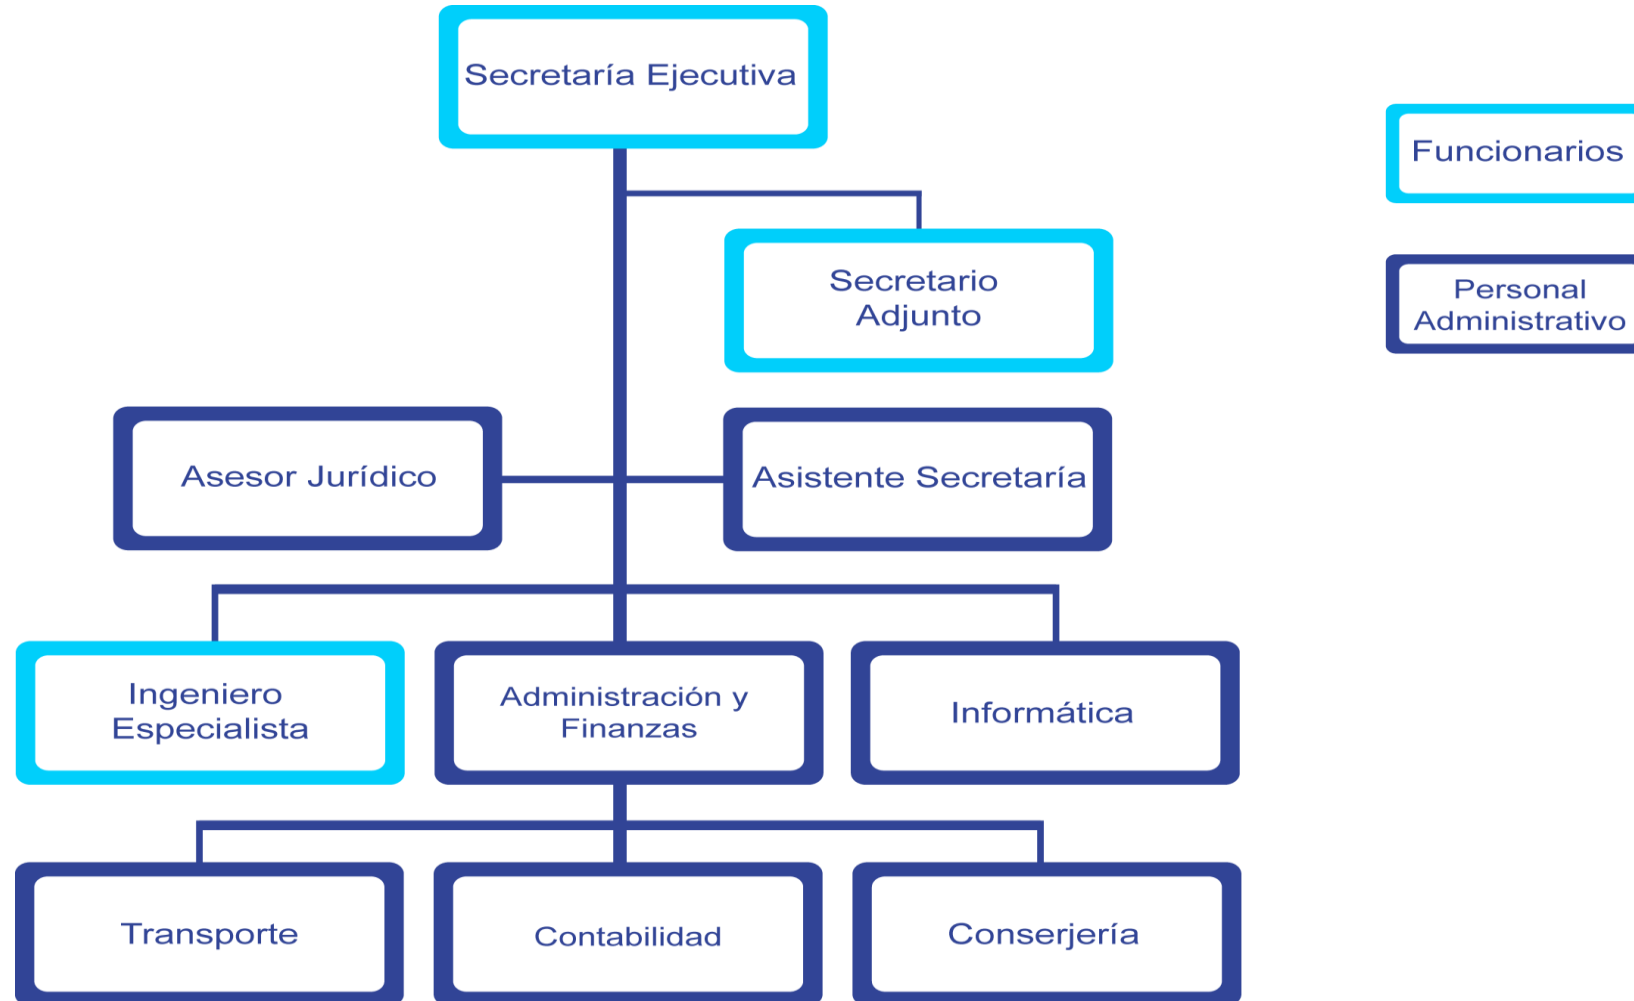 Secretaría Ejecutiva
Funcionarios
Secretario
Adjunto
Personal
Administrativo
Asesor Jurídico
Asistente Secretaría
Ingeniero
Especialista
Administración y
Finanzas
Informática
Transporte
Contabilidad
Conserjería